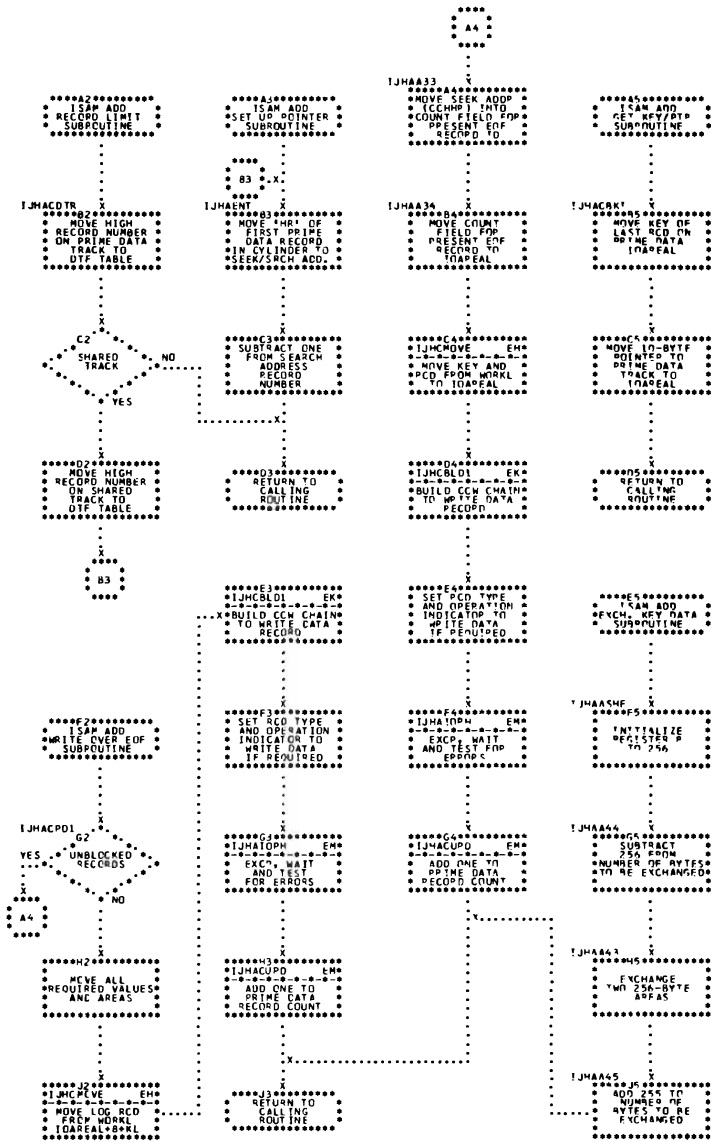 A4
A2
ISAM ADD
RECORD LIMIT
SUBROUTINE
IJHACDTR
B2
MOVE HIGH
RECORD NUMBER
ON PRIME DATA
TRACK TO
DTF TABLE
C2
SHARED
TRACK
NO
YES
D2
MOVE HIGH
RECORD NUMBER
ON SHARED
TRACK TO
DTF TABLE
B3
F2
ISAM ADD
WRITE OVER EOF
SUBROUTINE
IJHACPD1
G2
UNBLOCKED
RECORDS
YES
NO
A4
H2
MOVE ALL
REQUIRED VALUES
AND AREAS
J2
IJHCMOVE EH
MOVE LOG RCD
FROM WORKL
IOAREAL+8+KL
A3
ISAM ADD
SET UP POINTER
SUBROUTINE
B3
IJHAENT
B3
MOVE 'HR' OF
FIRST PRIME
DATA RECORD
IN CYLINDER TO
SEEK/SRCH ADD.
C3
SUBTRACT ONE
FROM SEARCH
ADDRESS
RECORD
NUMBER
D3
RETURN TO
CALLING
ROUTINE
E3
IJHCBLD1 EK
BUILD CCW CHAIN
TO WRITE DATA
RECORD
F3
SET RCD TYPE
AND OPERATION
INDICATOR TO
WRITE DATA
IF REQUIRED
G3
IJHAIOPH EM
EXCP, WAIT
AND TEST
FOR ERRORS
H3
IJHACUPD EM
ADD ONE TO
PRIME DATA
RECORD COUNT
J3
RETURN TO
CALLING
ROUTINE
IJHAA33
A4
MOVE SEEK ADDR
(CCHHR) INTO
COUNT FIELD FOR
PRESENT EOF
RECORD ID
IJHAA34
B4
MOVE COUNT
FIELD FOR
PRESENT EOF
RECORD TO
IOAREAL
C4
IJHCMOVE EH
MOVE KEY AND
RCD FROM WORKL
TO IOAREAL
D4
IJHCBLD1 EK
BUILD CCW CHAIN
TO WRITE DATA
RECORD
E4
SET RCD TYPE
AND OPERATION
INDICATOR TO
WRITE DATA
IF REQUIRED
F4
IJHAIOPH EM
EXCP, WAIT
AND TEST FOR
ERRORS
G4
IJHACUPD EM
ADD ONE TO
PRIME DATA
RECORD COUNT
A5
ISAM ADD
GET KEY/PTR
SUBROUTINE
IJHACBKT
B5
MOVE KEY OF
LAST RCD ON
PRIME DATA
IOAREAL
C5
MOVE 10-BYTE
POINTER TO
PRIME DATA
TRACK TO
IOAREAL
D5
RETURN TO
CALLING
ROUTINE
E5
ISAM ADD
EXCH. KEY DATA
SUBROUTINE
F5
INITIALIZE
REGISTER
TO 256
IJHAA44
G5
SUBTRACT
256 FROM
NUMBER OF BYTES
TO BE EXCHANGED
IJHAA43
H5
EXCHANGE
TWO 256-BYTE
AREAS
IJHAA45
J5
ADD 255 TO
NUMBER OF
BYTES TO BE
EXCHANGED